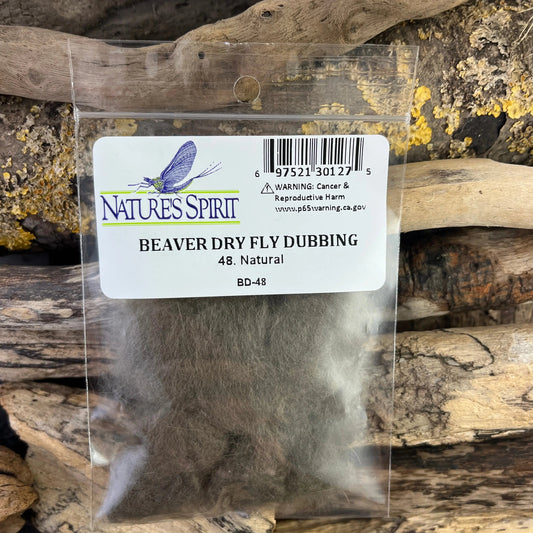 NATURE'S SPIRIT
6 97521 30127 5
⚠ WARNING: Cancer &
Reproductive Harm
www.p65warning.ca.gov
BEAVER DRY FLY DUBBING
48. Natural
BD-48